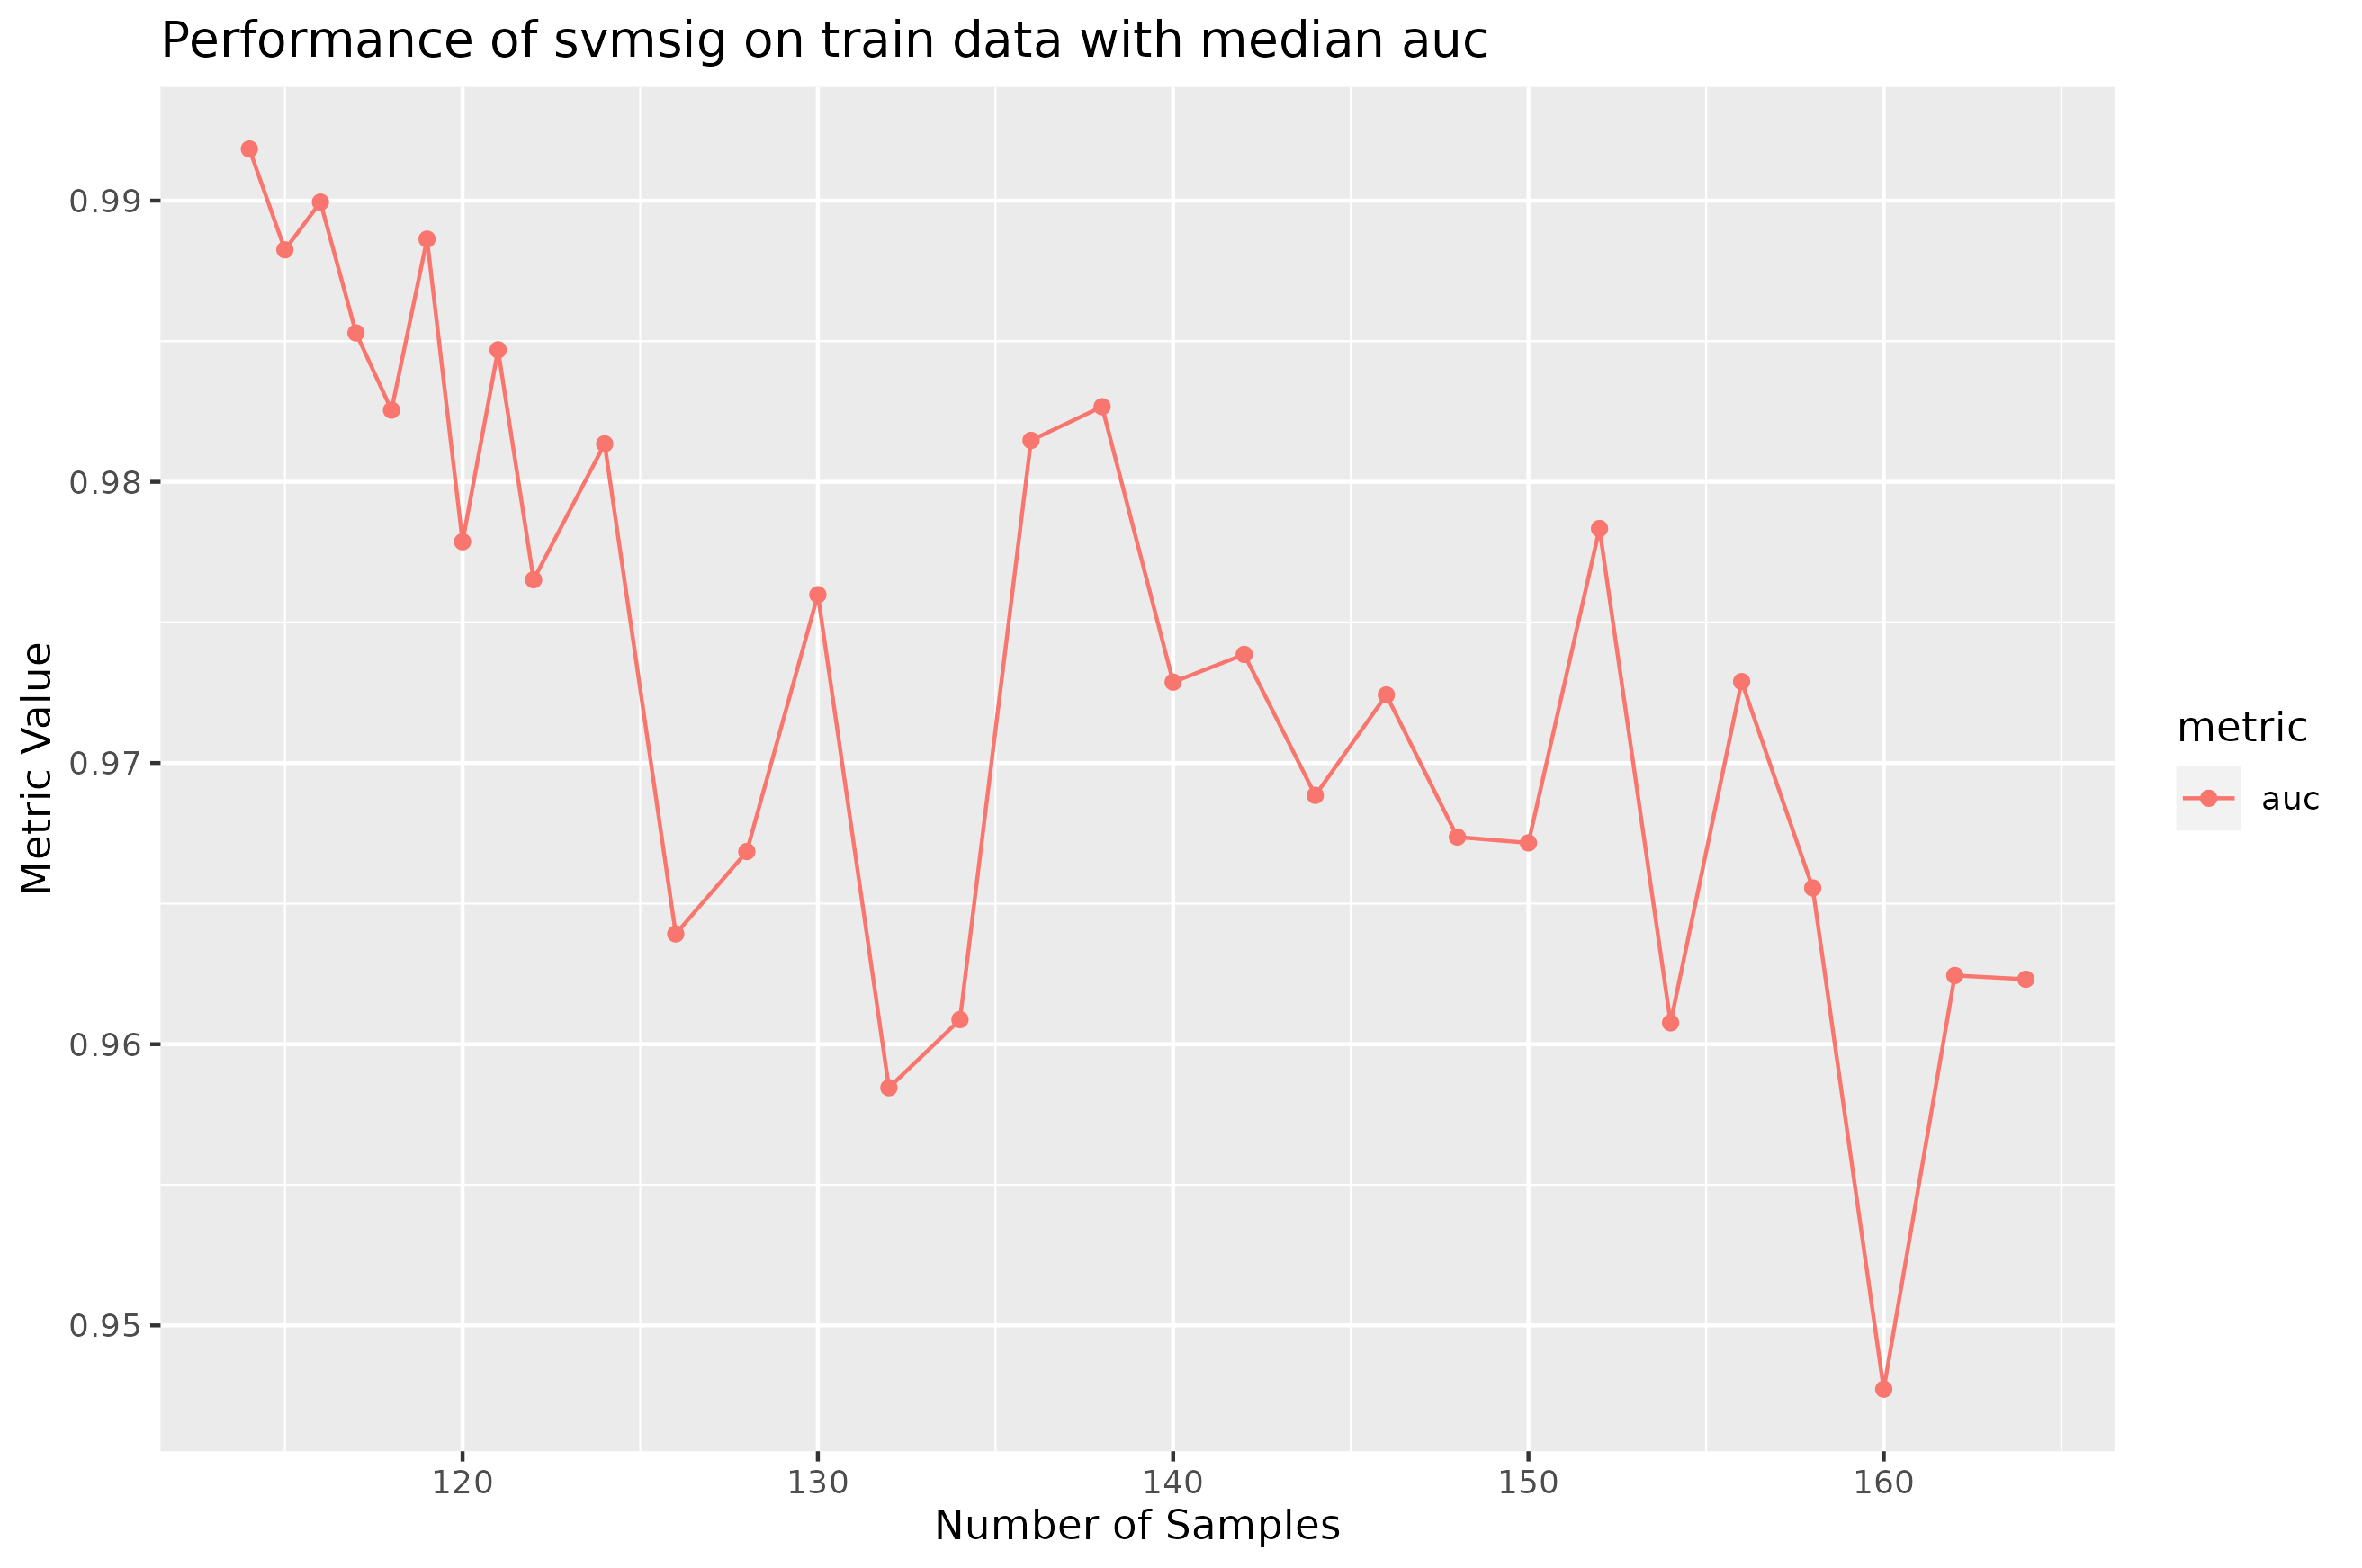 Performance of svmsig on train data with median auc
Metric Value
0.99
0.98
0.97
0.96
0.95
120 130 140 150 160
Number of Samples
metric
auc